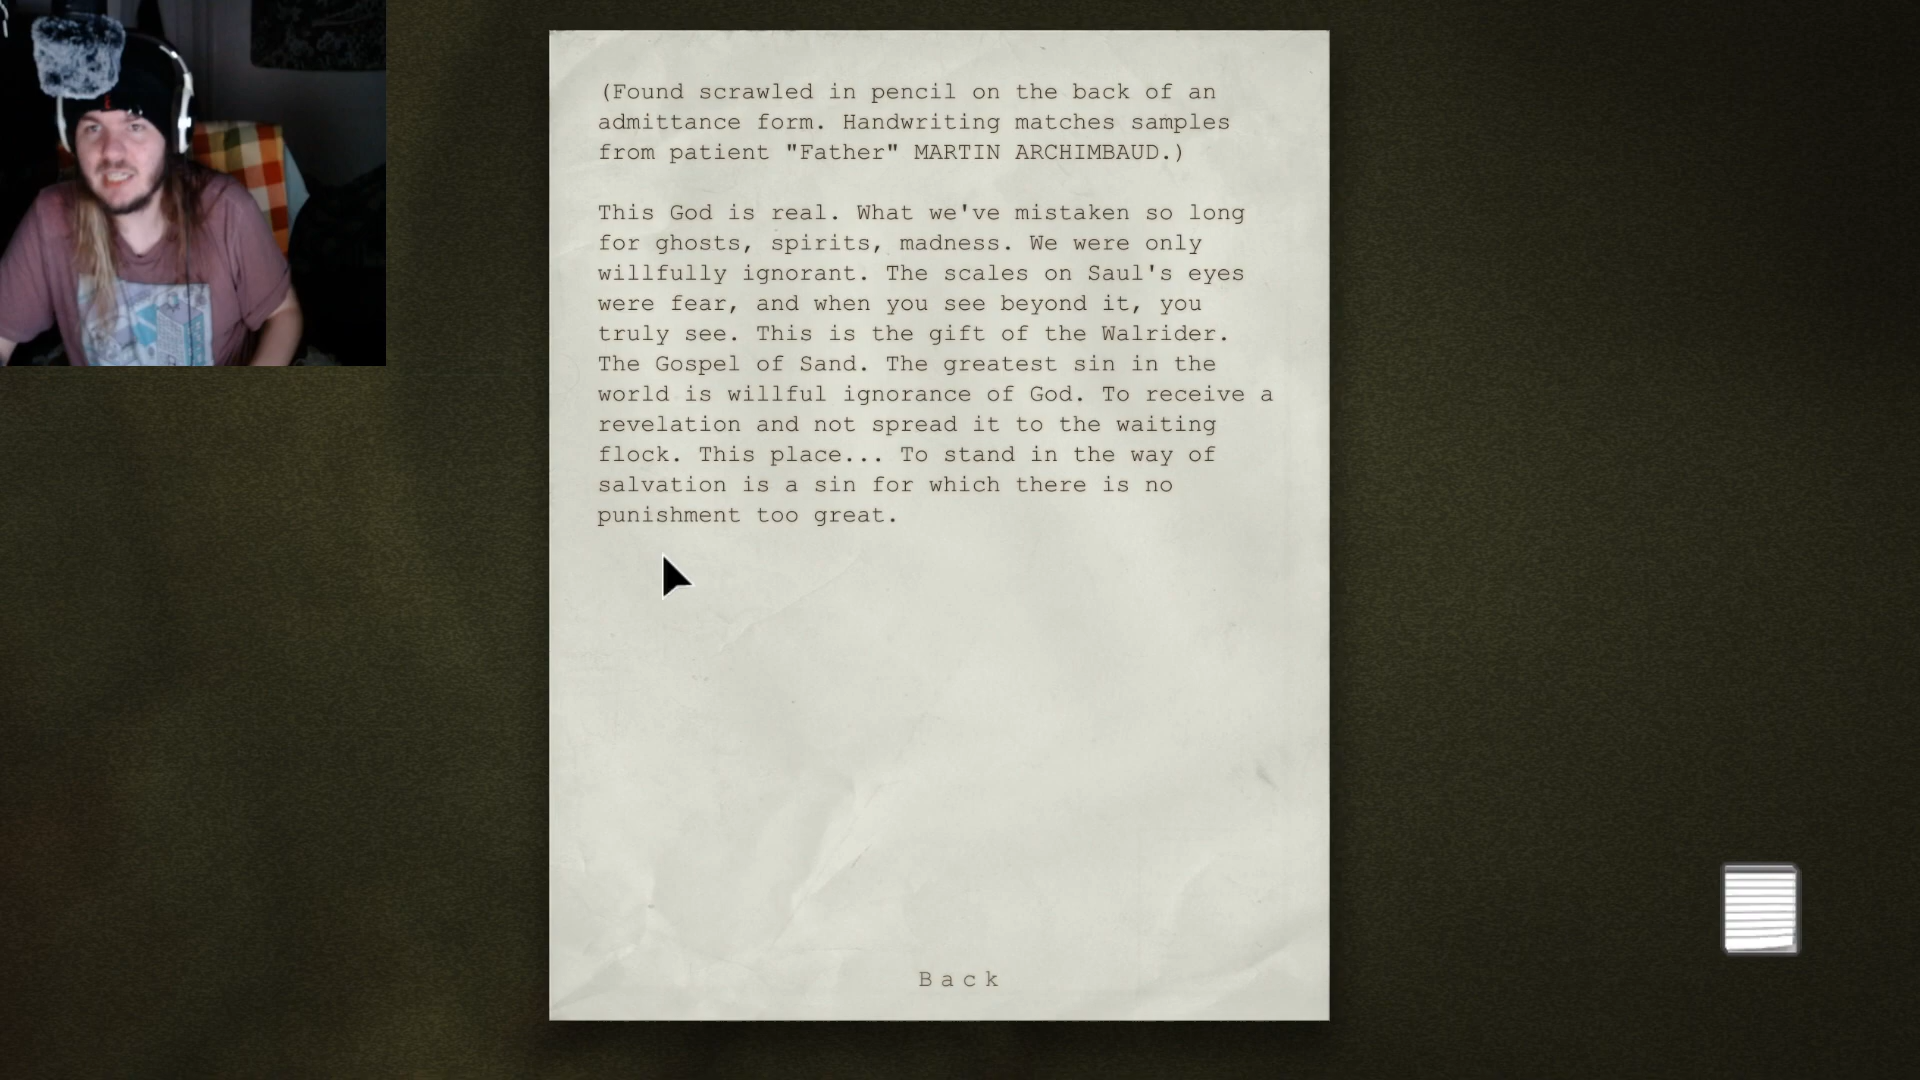 (Found scrawled in pencil on the back of an
admittance form. Handwriting matches samples
from patient "Father" MARTIN ARCHIMBAUD.)
This God is real. What we've mistaken so long
for ghosts, spirits, madness. We were only
willfully ignorant. The scales on Saul's eyes
were fear, and when you see beyond it, you
truly see. This is the gift of the Walrider.
The Gospel of Sand. The greatest sin in the
world is willful ignorance of God. To receive a
revelation and not spread it to the waiting
flock. This place... To stand in the way of
salvation is a sin for which there is no
punishment too great.
Back